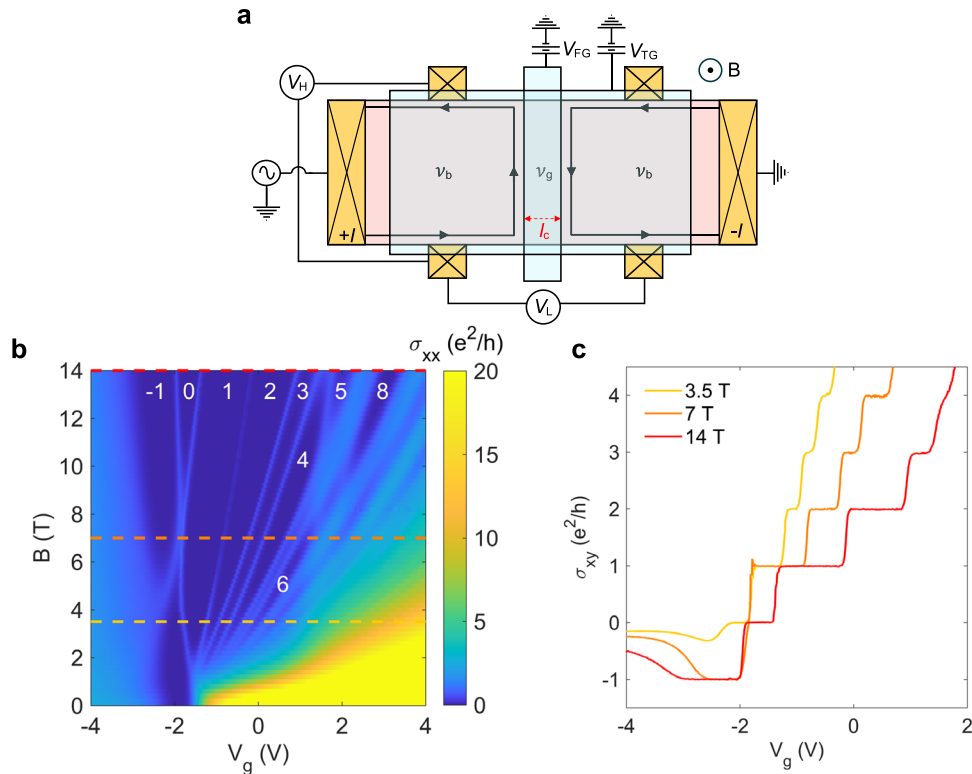 a
V_FG
V_TG
B
V_H
ν_b
ν_g
ν_b
l_c
+I
-I
V_L
b
σ_xx (e²/h)
14
12
10
8
6
4
2
0
B (T)
-1 0 1 2 3 5 8
4
6
-4 -2 0 2 4
V_g (V)
20
15
10
5
0
c
3.5 T
7 T
14 T
4
3
2
1
0
-1
σ_xy (e²/h)
-4 -2 0 2
V_g (V)